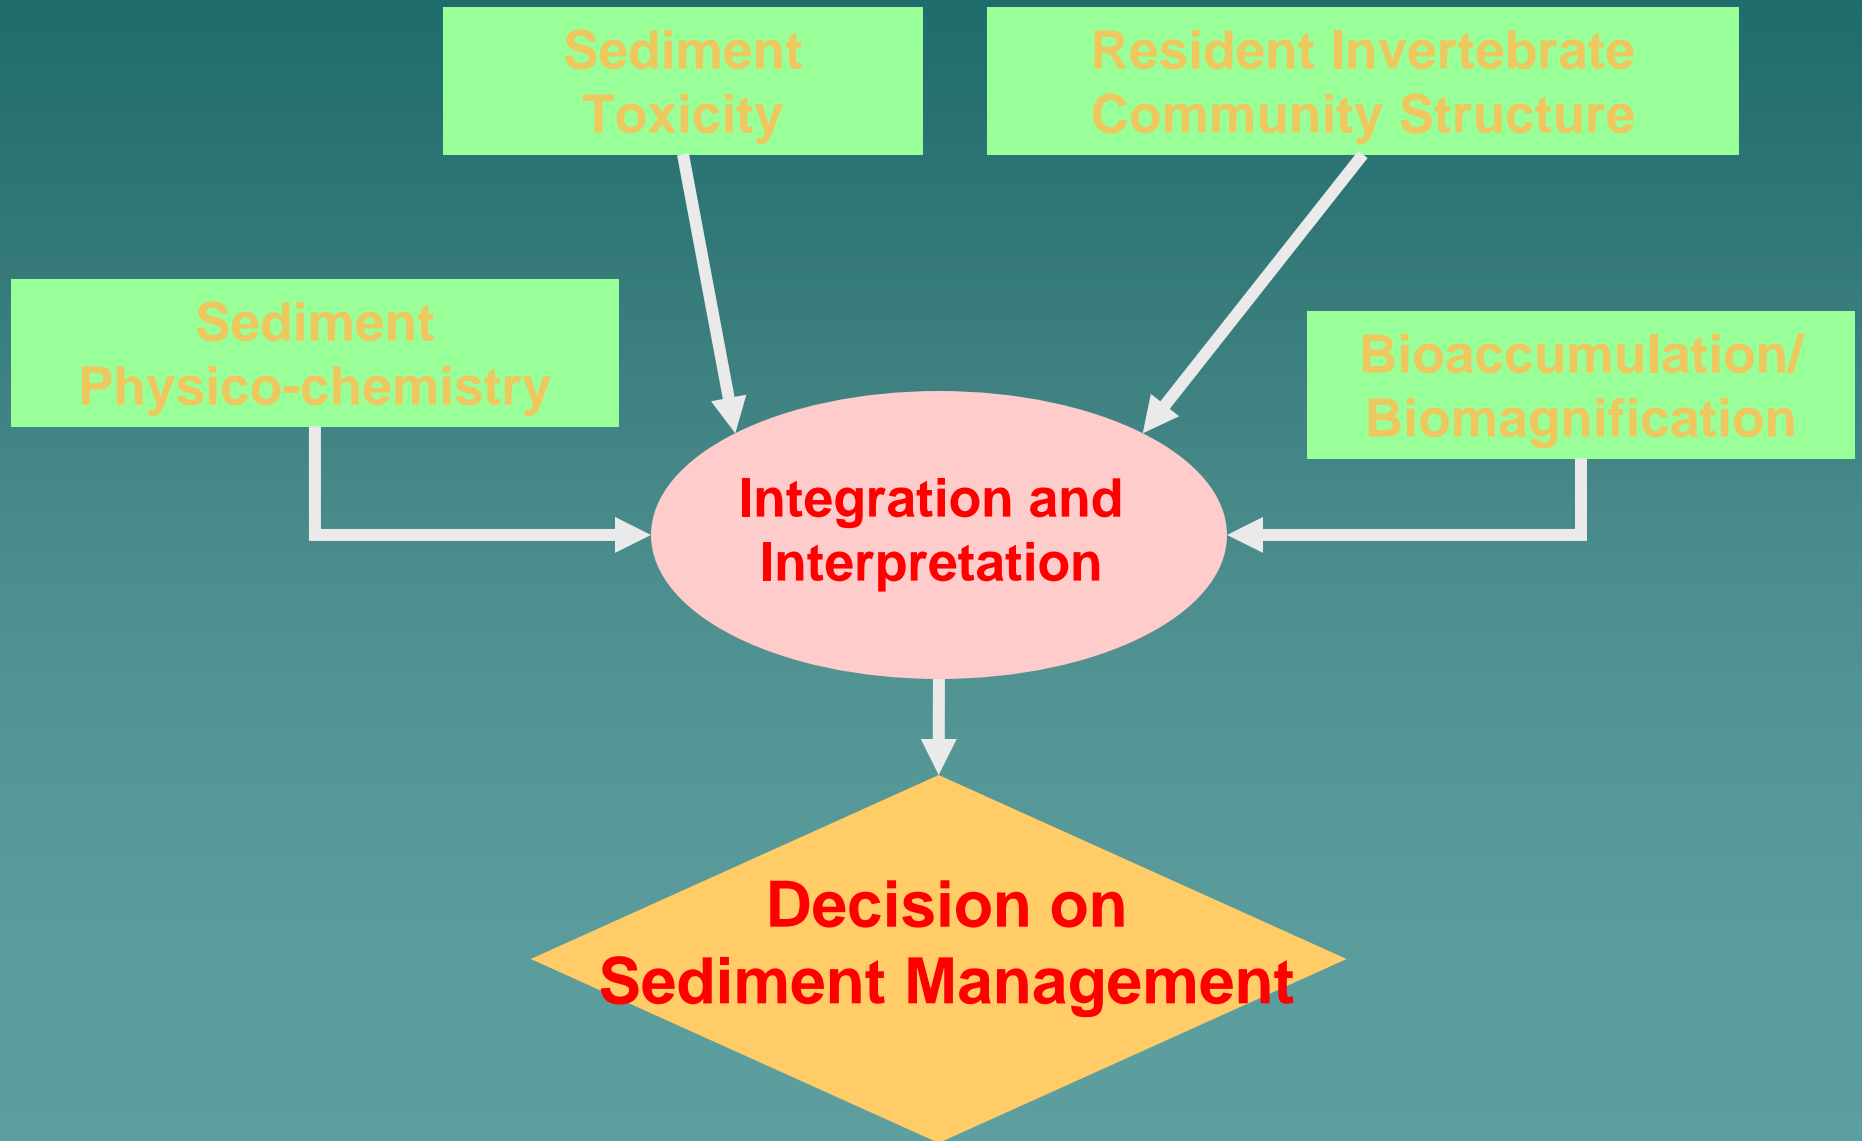 Sediment
Toxicity
Resident Invertebrate
Community Structure
Sediment
Physico-chemistry
Bioaccumulation/
Biomagnification
Integration and
Interpretation
Decision on
Sediment Management